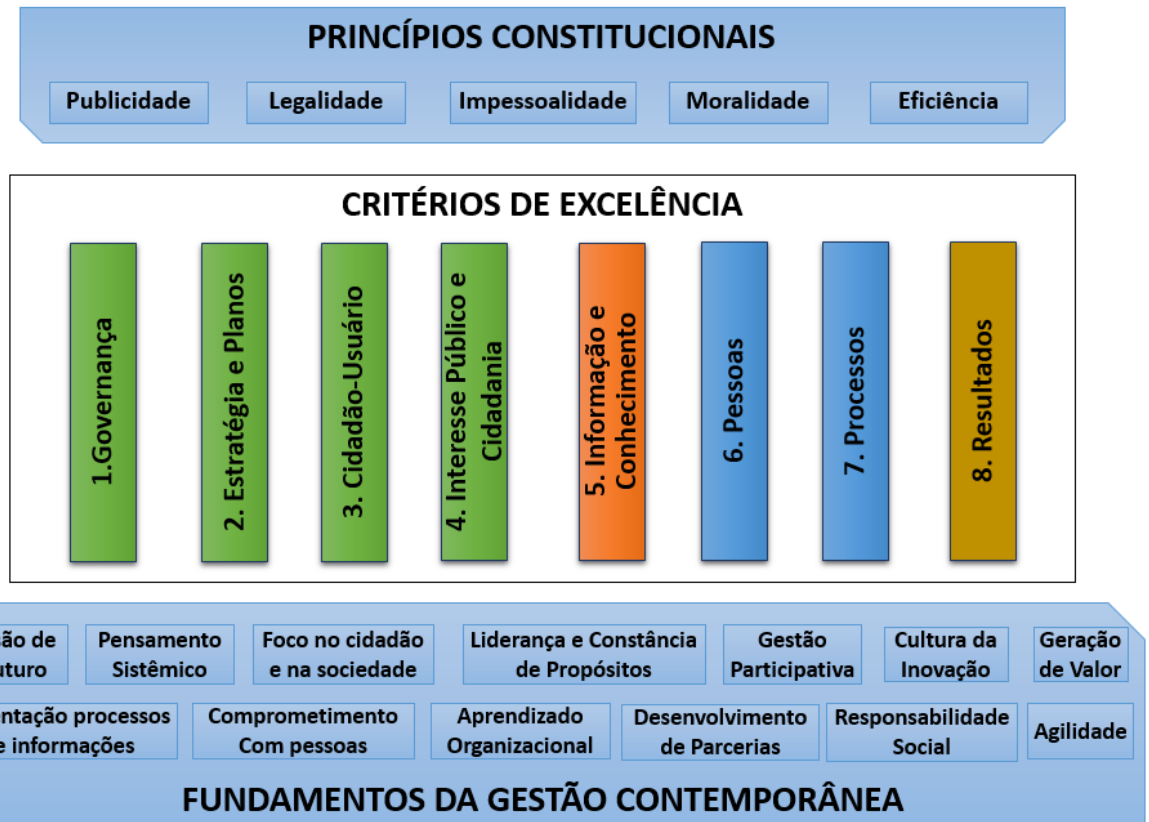 PRINCÍPIOS CONSTITUCIONAIS
Publicidade
Legalidade
Impessoalidade
Moralidade
Eficiência
CRITÉRIOS DE EXCELÊNCIA
1.Governança
2. Estratégia e Planos
3. Cidadão-Usuário
4. Interesse Público e
Cidadania
5. Informação e
Conhecimento
6. Pessoas
7. Processos
8. Resultados
de
Pensamento
Sistêmico
Foco no cidadão
e na sociedade
Liderança e Constância
de Propósitos
Gestão
Participativa
Cultura da
Inovação
Geração
de Valor
processos
e informações
Comprometimento
Com pessoas
Aprendizado
Organizacional
Desenvolvimento
de Parcerias
Responsabilidade
Social
Agilidade
FUNDAMENTOS DA GESTÃO CONTEMPORÂNEA